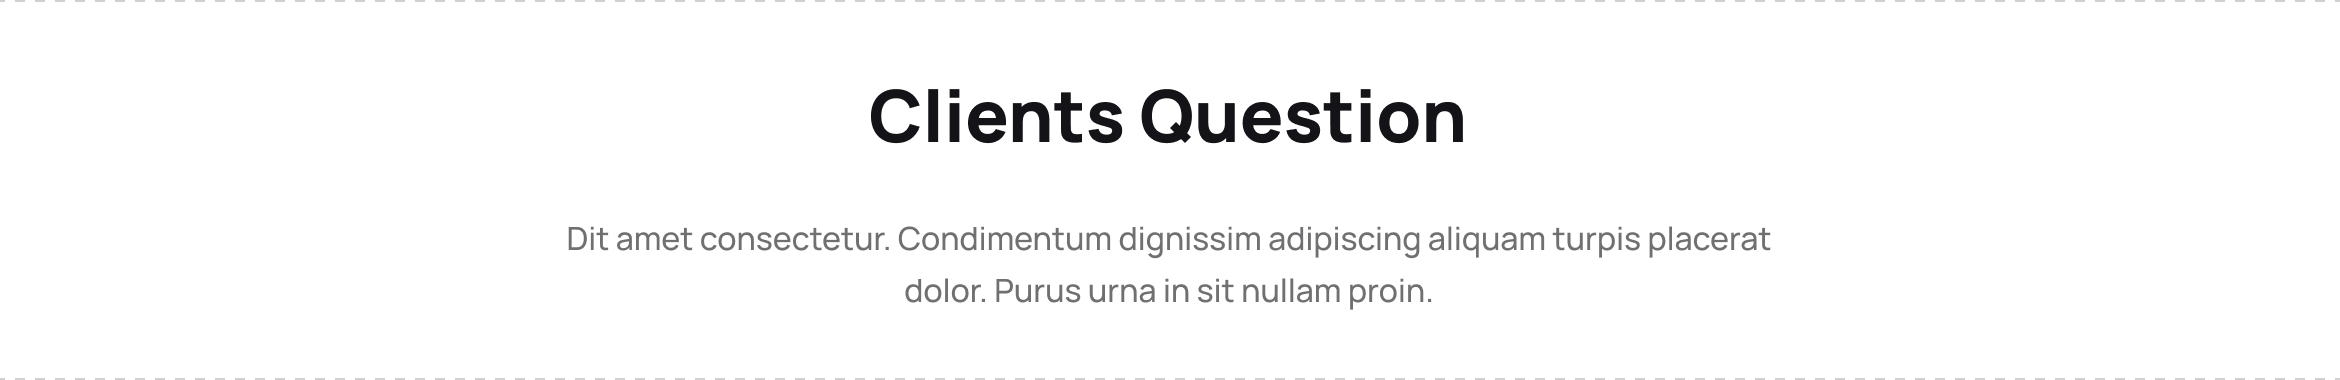 Clients Question
Dit amet consectetur. Condimentum dignissim adipiscing aliquam turpis placerat
dolor. Purus urna in sit nullam proin.